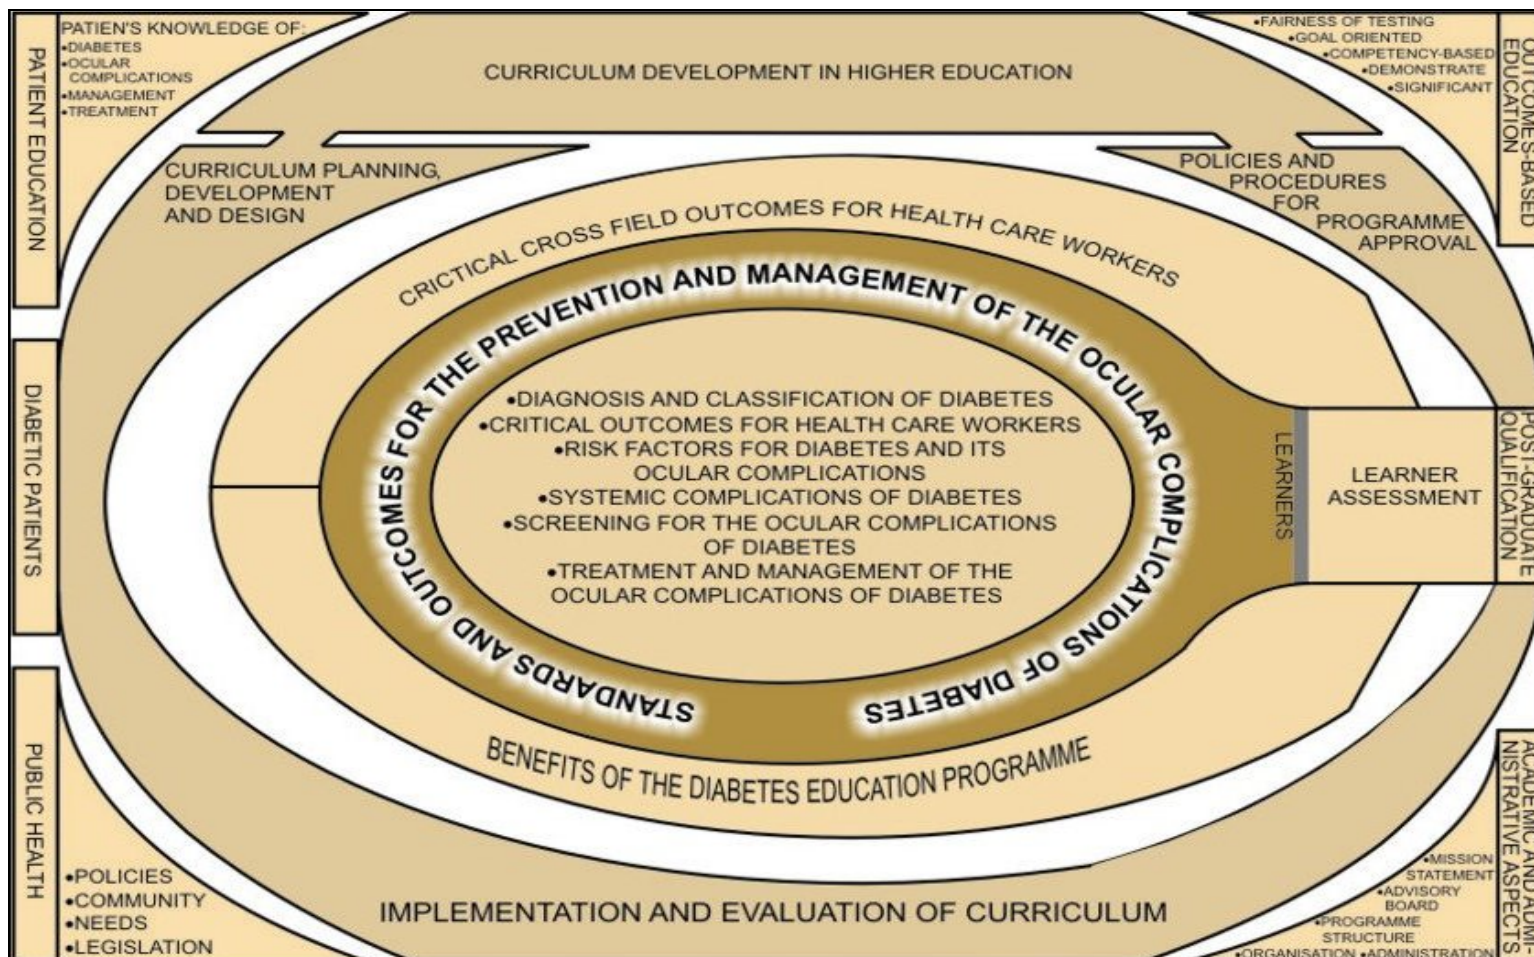 PATIENT EDUCATION
PATIEN'S KNOWLEDGE OF:
•DIABETES
•OCULAR
COMPLICATIONS
•MANAGEMENT
•TREATMENT
CURRICULUM DEVELOPMENT IN HIGHER EDUCATION
•FAIRNESS OF TESTING
•GOAL ORIENTED
•COMPETENCY-BASED
•DEMONSTRATE
•SIGNIFICANT
OUTCOMES-BASED
EDUCATION
CURRICULUM PLANNING,
DEVELOPMENT
AND DESIGN
POLICIES AND
PROCEDURES
FOR
PROGRAMME
APPROVAL
CRICTICAL CROSS FIELD OUTCOMES FOR HEALTH CARE WORKERS
STANDARDS AND OUTCOMES FOR THE PREVENTION AND MANAGEMENT OF THE OCULAR COMPLICATIONS OF DIABETES
•DIAGNOSIS AND CLASSIFICATION OF DIABETES
•CRITICAL OUTCOMES FOR HEALTH CARE WORKERS
•RISK FACTORS FOR DIABETES AND ITS
OCULAR COMPLICATIONS
•SYSTEMIC COMPLICATIONS OF DIABETES
•SCREENING FOR THE OCULAR COMPLICATIONS
OF DIABETES
•TREATMENT AND MANAGEMENT OF THE
OCULAR COMPLICATIONS OF DIABETES
DIABETIC PATIENTS
LEARNERS
LEARNER
ASSESSMENT
POST-GRADUATE
QUALIFICATION
BENEFITS OF THE DIABETES EDUCATION PROGRAMME
PUBLIC HEALTH
•POLICIES
•COMMUNITY
•NEEDS
•LEGISLATION
IMPLEMENTATION AND EVALUATION OF CURRICULUM
•MISSION
STATEMENT
•ADVISORY
BOARD
•PROGRAMME
STRUCTURE
•ORGANISATION •ADMINISTRATION
ACADEMIC AND ADMI-
NISTRATIVE ASPECTS